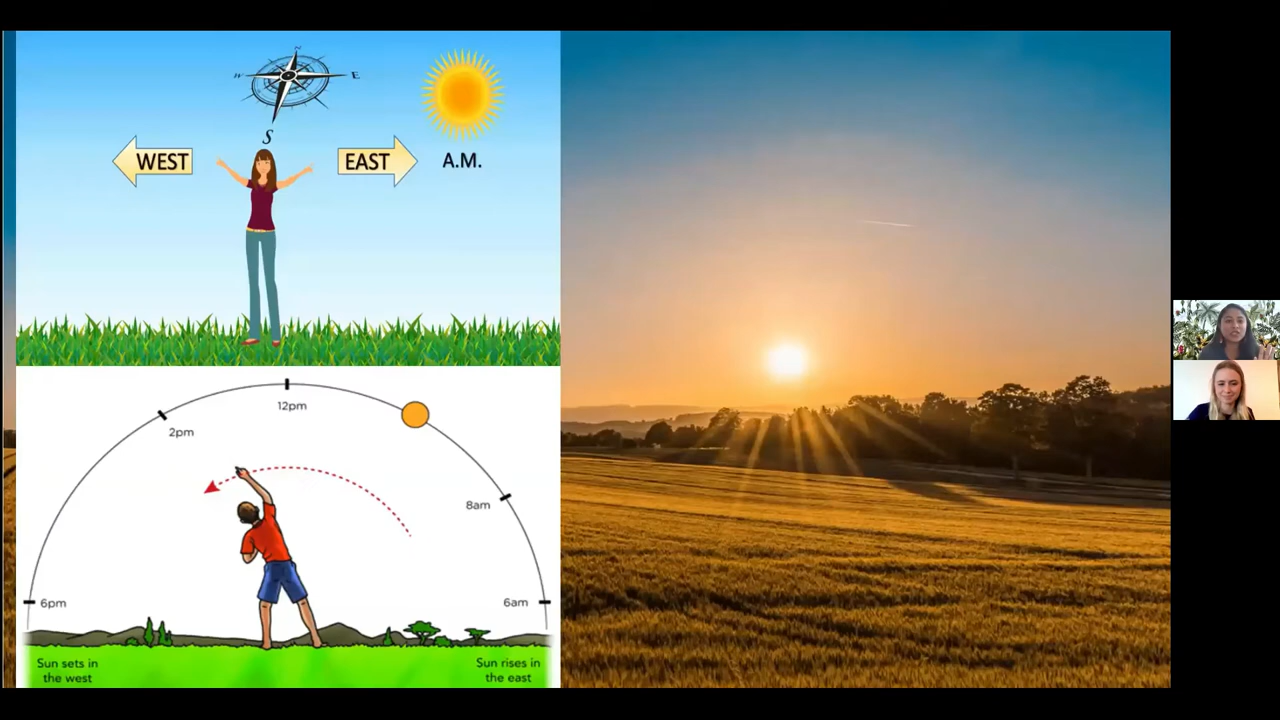 N
W
E
S
WEST
EAST
A.M.
12pm
2pm
8am
6pm
6am
Sun sets in
the west
Sun rises in
the east